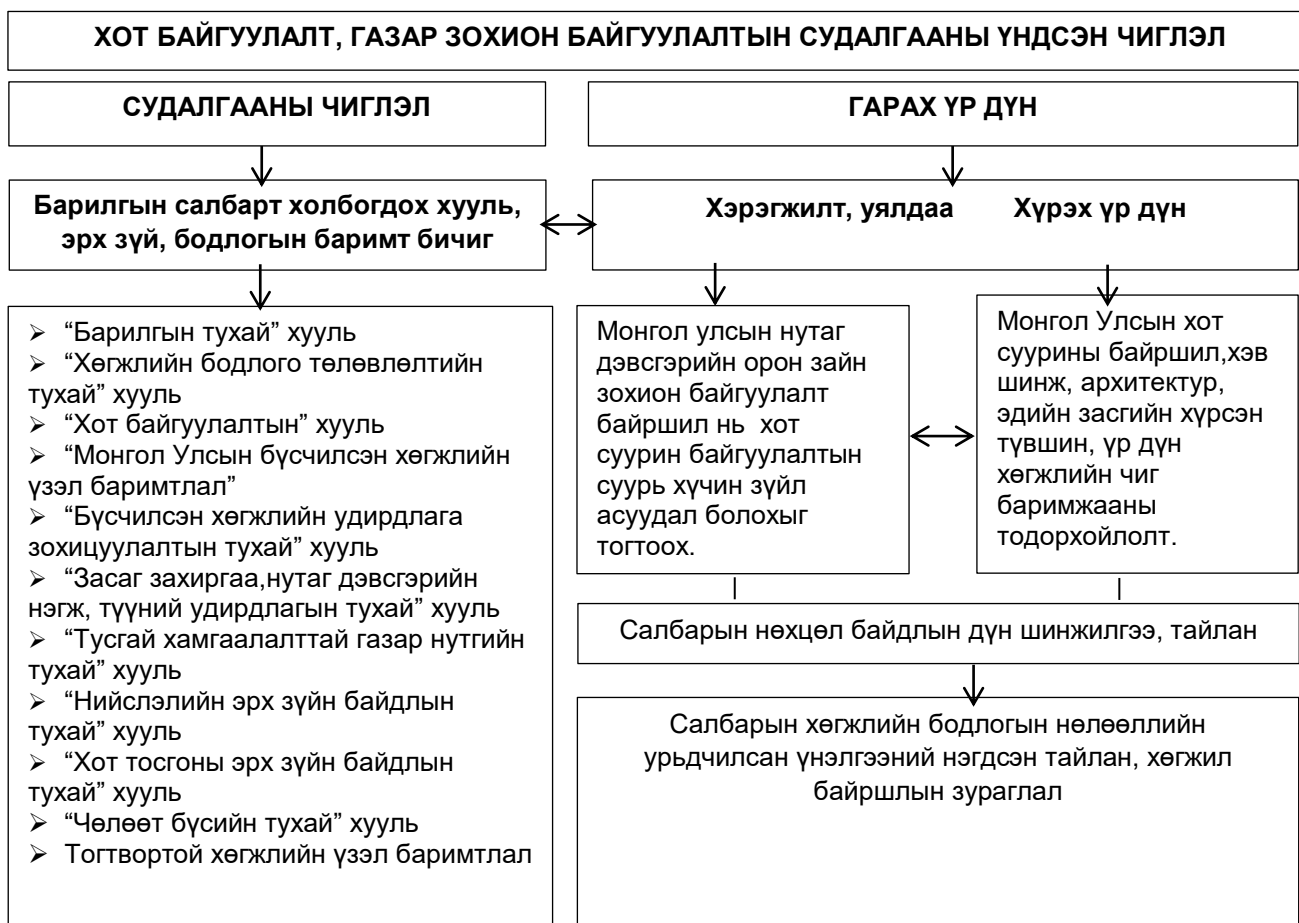 ХОТ БАЙГУУЛАЛТ, ГАЗАР ЗОХИОН БАЙГУУЛАЛТЫН СУДАЛГААНЫ ҮНДСЭН ЧИГЛЭЛ
СУДАЛГААНЫ ЧИГЛЭЛ
ГАРАХ ҮР ДҮН
Барилгын салбарт холбогдох хууль,
эрх зүй, бодлогын баримт бичиг
Хэрэгжилт, уялдаа Хүрэх үр дүн
➢ “Барилгын тухай” хууль
➢ “Хөгжлийн бодлого төлөвлөлтийн
тухай” хууль
➢ “Хот байгуулалтын” хууль
➢ “Монгол Улсын бүсчилсэн хөгжлийн
үзэл баримтлал”
➢ “Бүсчилсэн хөгжлийн удирдлага
зохицуулалтын тухай” хууль
➢ “Засаг захиргаа,нутаг дэвсгэрийн
нэгж, түүний удирдлагын тухай” хууль
➢ “Тусгай хамгаалалттай газар нутгийн
тухай” хууль
➢ “Нийслэлийн эрх зүйн байдлын
тухай” хууль
➢ “Хот тосгоны эрх зүйн байдлын
тухай” хууль
➢ “Чөлөөт бүсийн тухай” хууль
➢ Тогтвортой хөгжлийн үзэл баримтлал
Монгол улсын нутаг
дэвсгэрийн орон зайн
зохион байгуулалт
байршил нь хот
суурин байгуулалтын
суурь хүчин зүйл
асуудал болохыг
тогтоох.
Монгол Улсын хот
суурины байршил,хэв
шинж, архитектур,
эдийн засгийн хүрсэн
түвшин, үр дүн
хөгжлийн чиг
баримжааны
тодорхойлолт.
Салбарын нөхцөл байдлын дүн шинжилгээ, тайлан
Салбарын хөгжлийн бодлогын нөлөөллийн
урьдчилсан үнэлгээний нэгдсэн тайлан, хөгжил
байршлын зураглал